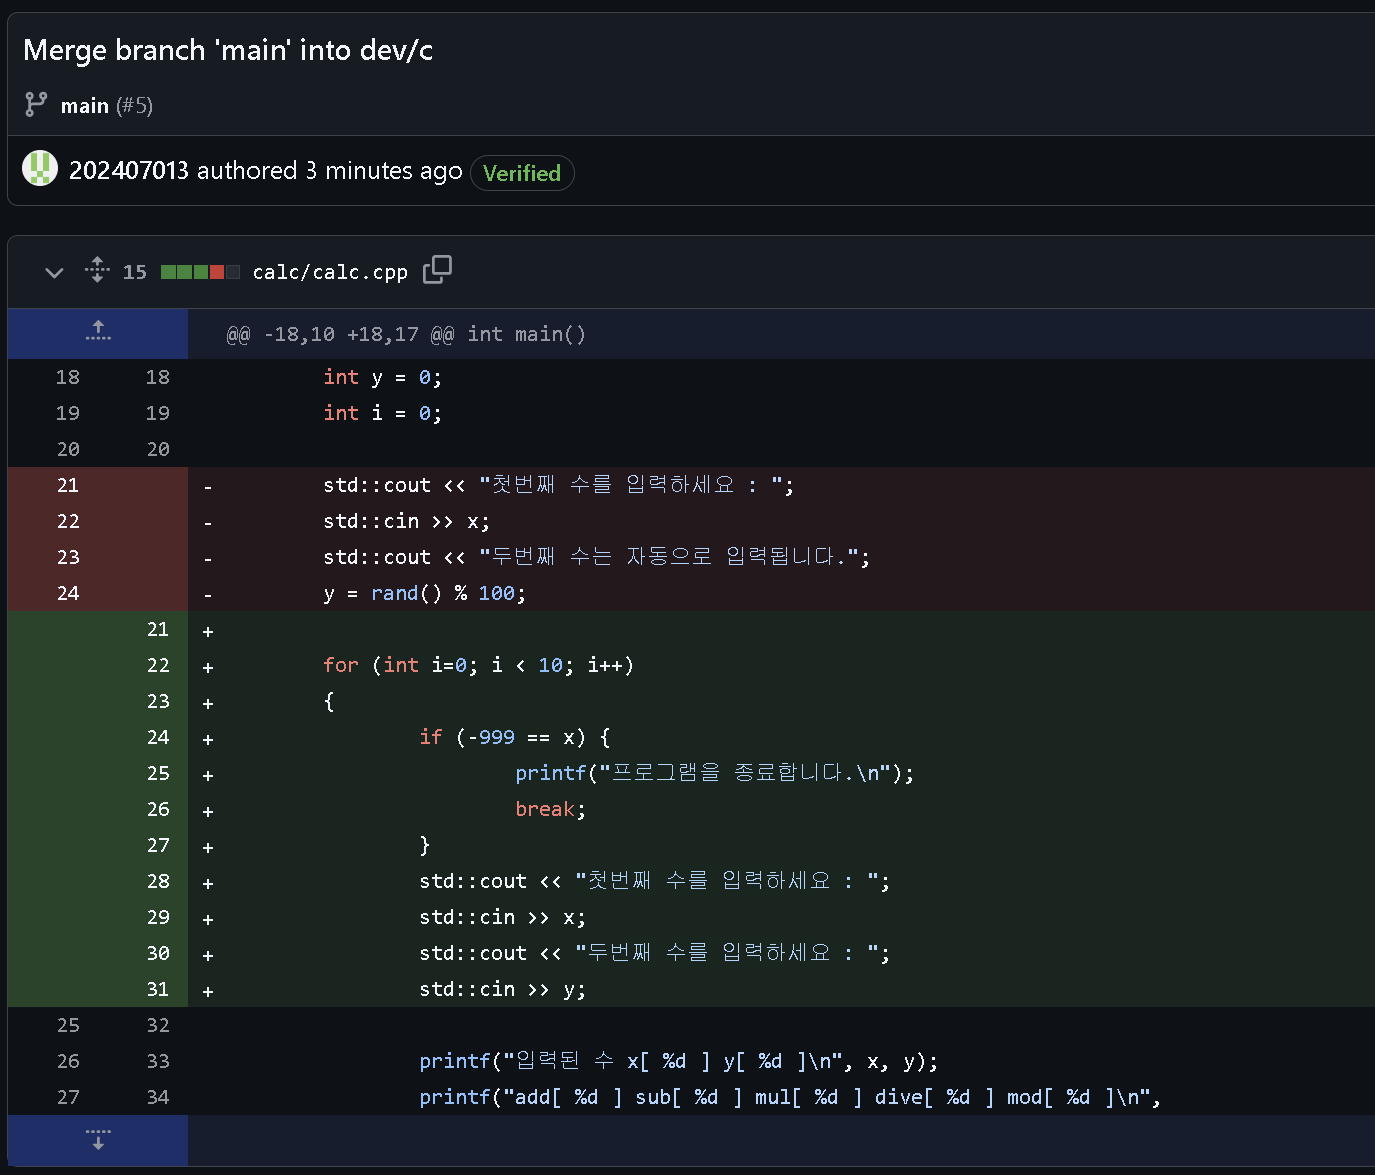 Merge branch 'main' into dev/c
main (#5)
202407013 authored 3 minutes ago Verified
15 calc/calc.cpp
@@ -18,10 +18,17 @@ int main()
18 18 int y = 0;
19 19 int i = 0;
20 20
21 - std::cout << "첫번째 수를 입력하세요 : ";
22 - std::cin >> x;
23 - std::cout << "두번째 수는 자동으로 입력됩니다.";
24 - y = rand() % 100;
21 +
22 + for (int i=0; i < 10; i++)
23 + {
24 + if (-999 == x) {
25 + printf("프로그램을 종료합니다.\n");
26 + break;
27 + }
28 + std::cout << "첫번째 수를 입력하세요 : ";
29 + std::cin >> x;
30 + std::cout << "두번째 수를 입력하세요 : ";
31 + std::cin >> y;
25 32
26 33 printf("입력된 수 x[ %d ] y[ %d ]\n", x, y);
27 34 printf("add[ %d ] sub[ %d ] mul[ %d ] dive[ %d ] mod[ %d ]\n",